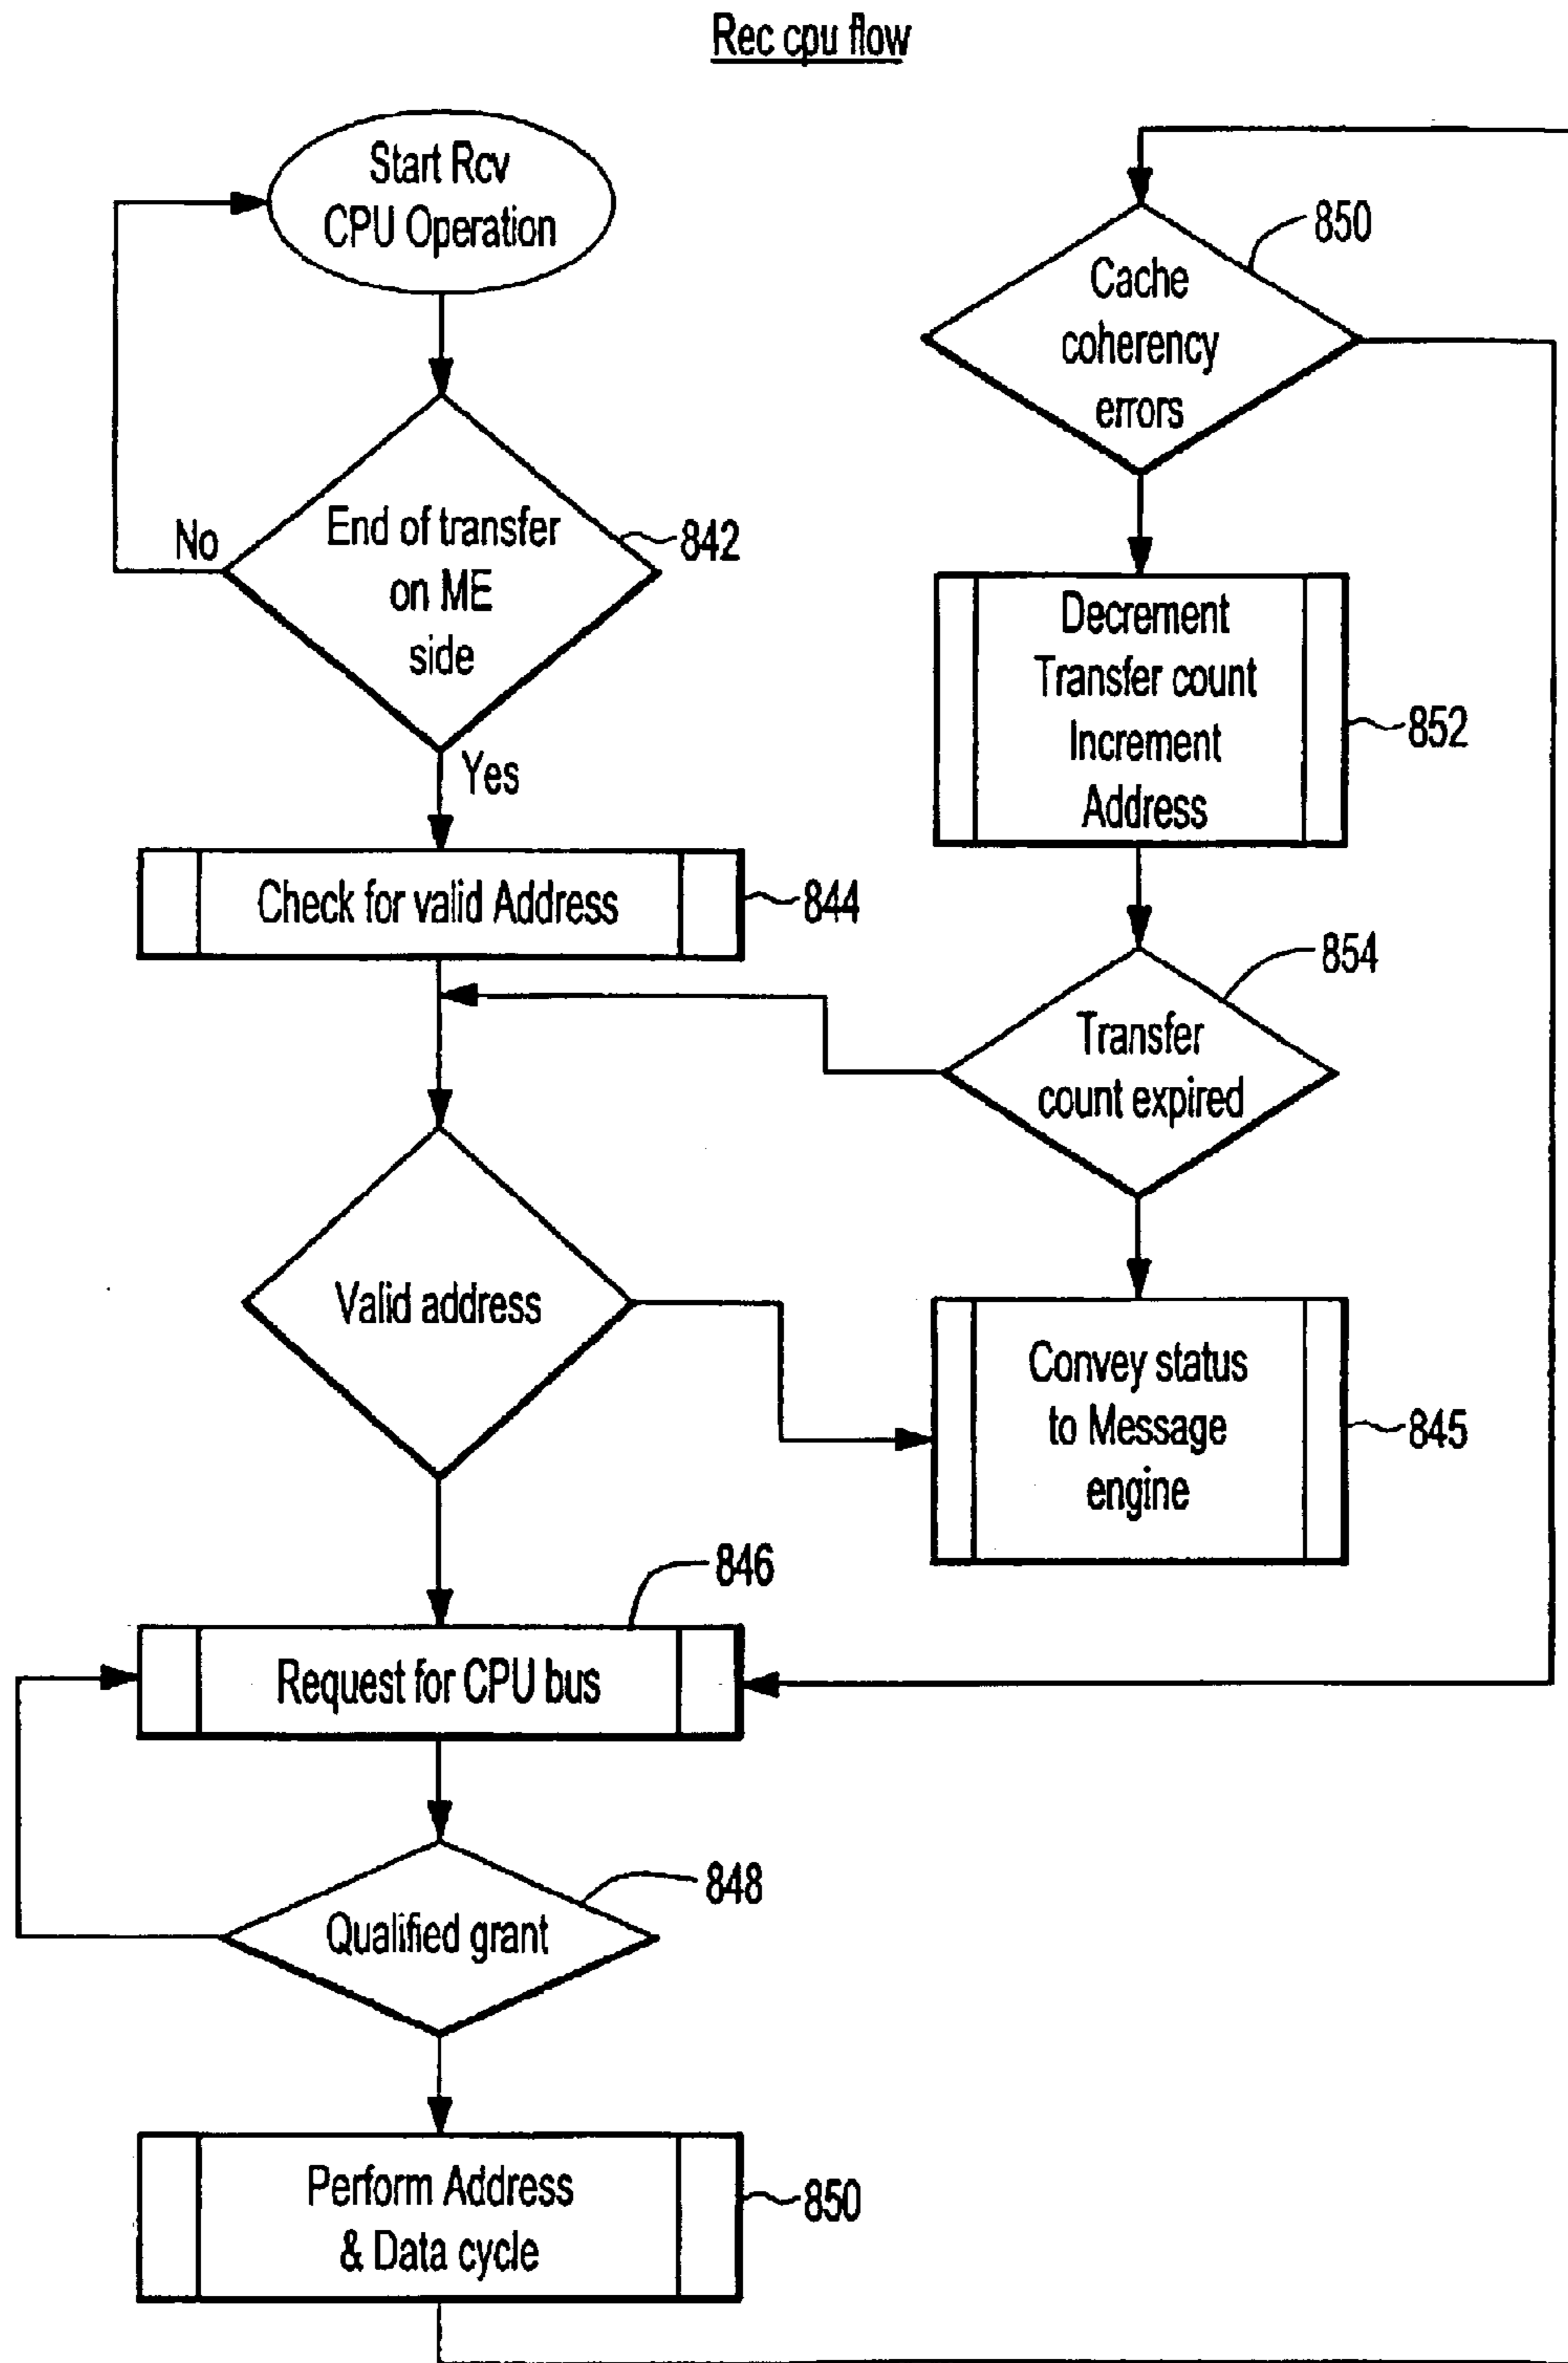 Rec cpu flow
Start Rcv
CPU Operation
End of transfer
on ME
side
842
No
Yes
Check for valid Address
844
Valid address
Request for CPU bus
846
Qualified grant
848
Perform Address
& Data cycle
850
Cache
coherency
errors
850
Decrement
Transfer count
Increment
Address
852
Transfer
count expired
854
Convey status
to Message
engine
845